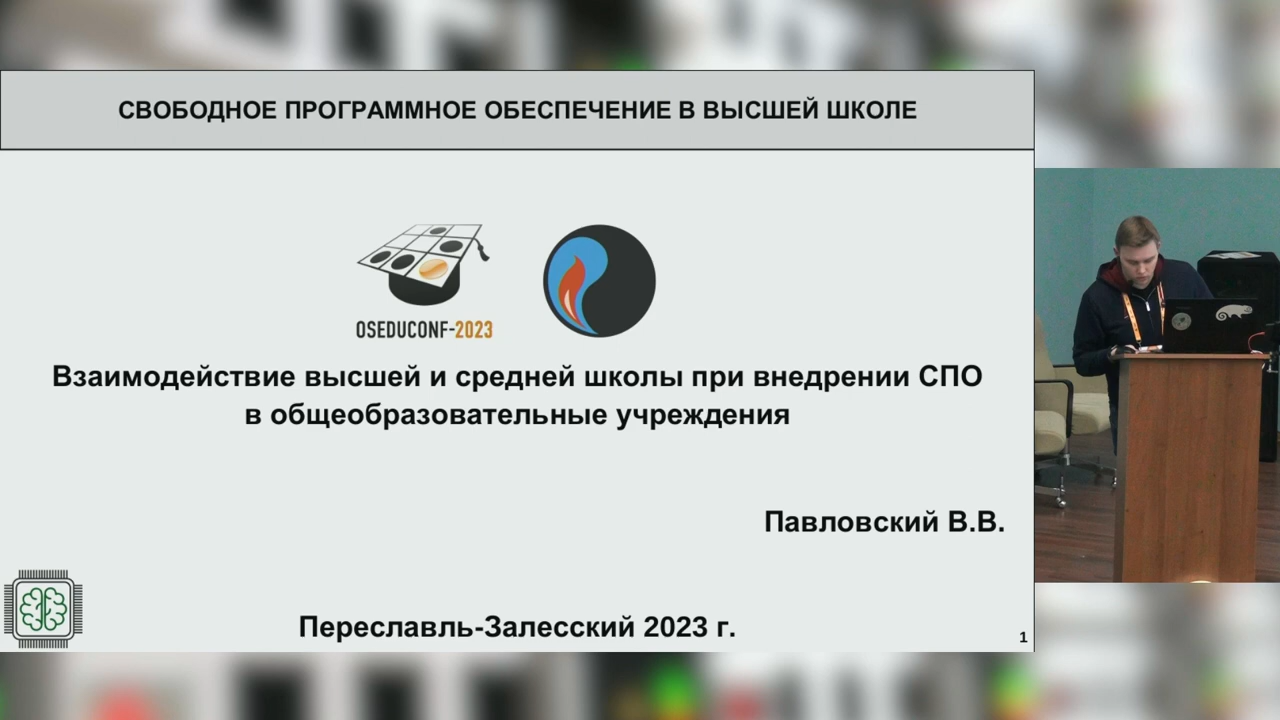 СВОБОДНОЕ ПРОГРАММНОЕ ОБЕСПЕЧЕНИЕ В ВЫСШЕЙ ШКОЛЕ
OSEDUCONF-2023
Взаимодействие высшей и средней школы при внедрении СПО
в общеобразовательные учреждения
Павловский В.В.
Переславль-Залесский 2023 г.
1